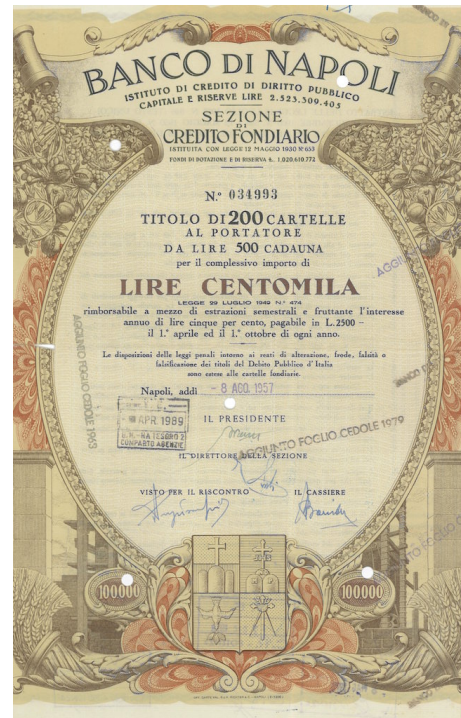 BANCO DI NAPOLI
ISTITUTO DI CREDITO DI DIRITTO PUBBLICO
CAPITALE E RISERVE LIRE 2.523.309.405
SEZIONE
DI
CREDITO FONDIARIO
ISTITUITA CON LEGGE 12 MAGGIO 1930 Nº 633
FONDI DI DOTAZIONE E DI RISERVA £. 1,020,610,772
N.º 034993
TITOLO DI 200 CARTELLE
AL PORTATORE
DA LIRE 500 CADAUNA
per il complessivo importo di
LIRE CENTOMILA
LEGGE 29 LUGLIO 1949 N.º 474
rimborsabile a mezzo di estrazioni semestrali e fruttante l'interesse
annuo di lire cinque per cento, pagabile in L.2500 –
il 1.º aprile ed il 1.º ottobre di ogni anno.
Le disposizioni delle leggi penali intorno ai reati di alterazione, frode, falsità o
falsificazione dei titoli del Debito Pubblico d'Italia
sono estese alle cartelle fondiarie.
Napoli, addì - 8 AGO. 1957
AGGIUNTO FOGLIO CEDOLE 1965
APR. 1989
COMPARTO AGENZIE
IL PRESIDENTE
AGGIUNTO FOGLIO CEDOLE 1979
IL DIRETTORE DELLA SEZIONE
VISTO PER IL RISCONTRO
IL CASSIERE
100000
100000